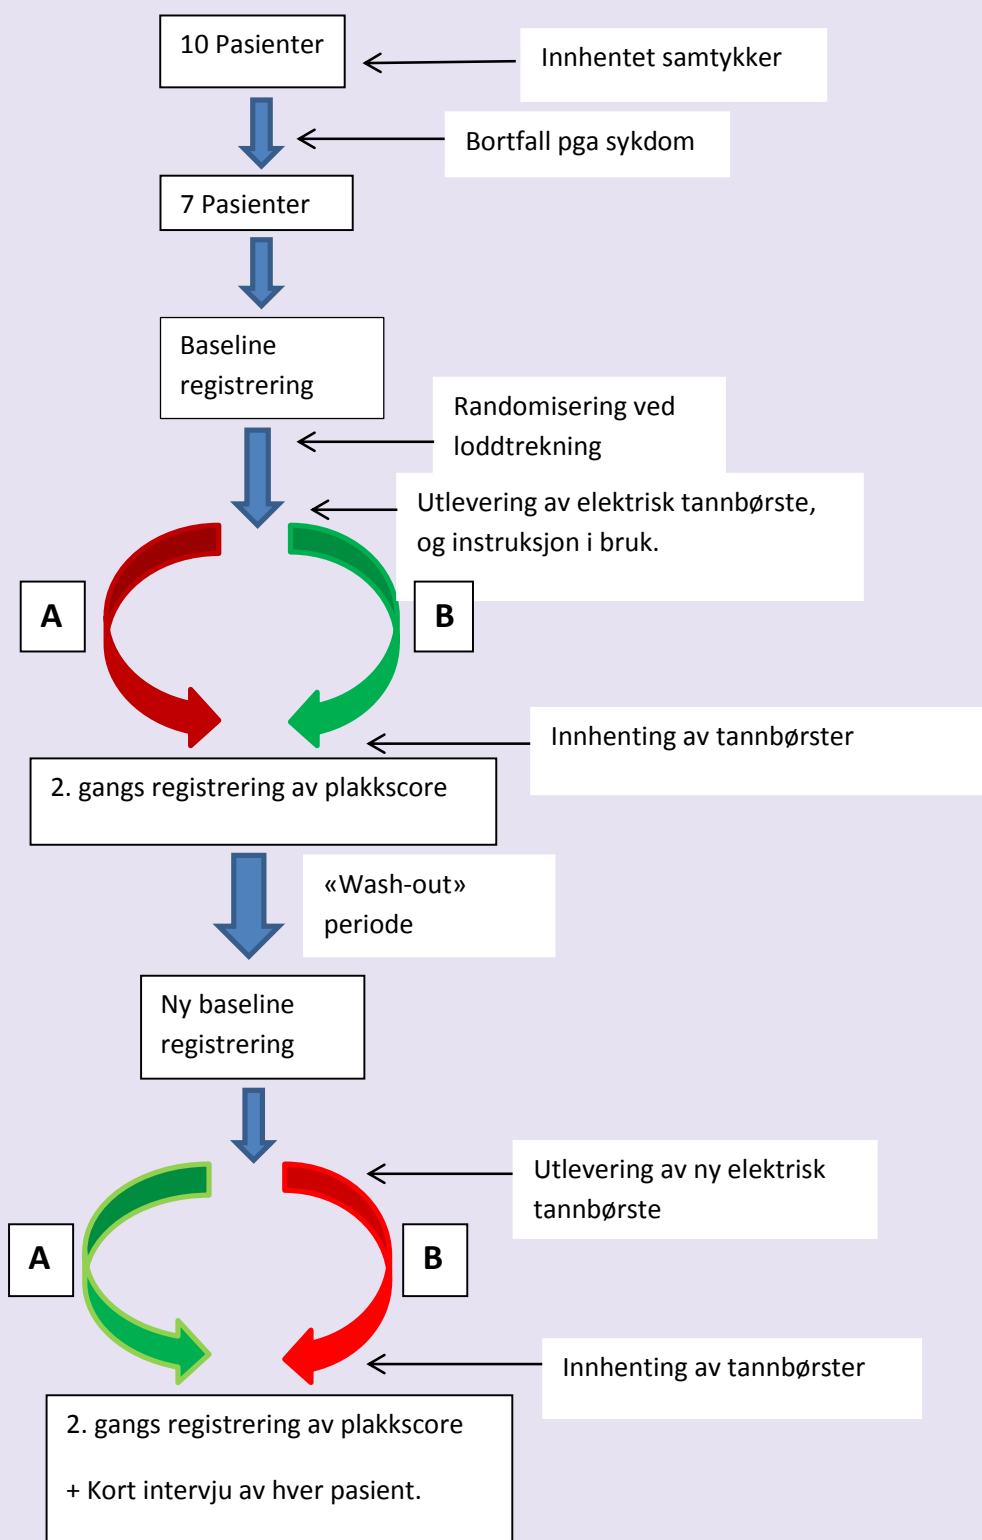 10 Pasienter
Innhentet samtykker
Bortfall pga sykdom
7 Pasienter
Baseline
registrering
Randomisering ved
loddtrekning
Utlevering av elektrisk tannbørste,
og instruksjon i bruk.
A
B
Innhenting av tannbørster
2. gangs registrering av plakkscore
«Wash-out»
periode
Ny baseline
registrering
Utlevering av ny elektrisk
tannbørste
A
B
Innhenting av tannbørster
2. gangs registrering av plakkscore
+ Kort intervju av hver pasient.